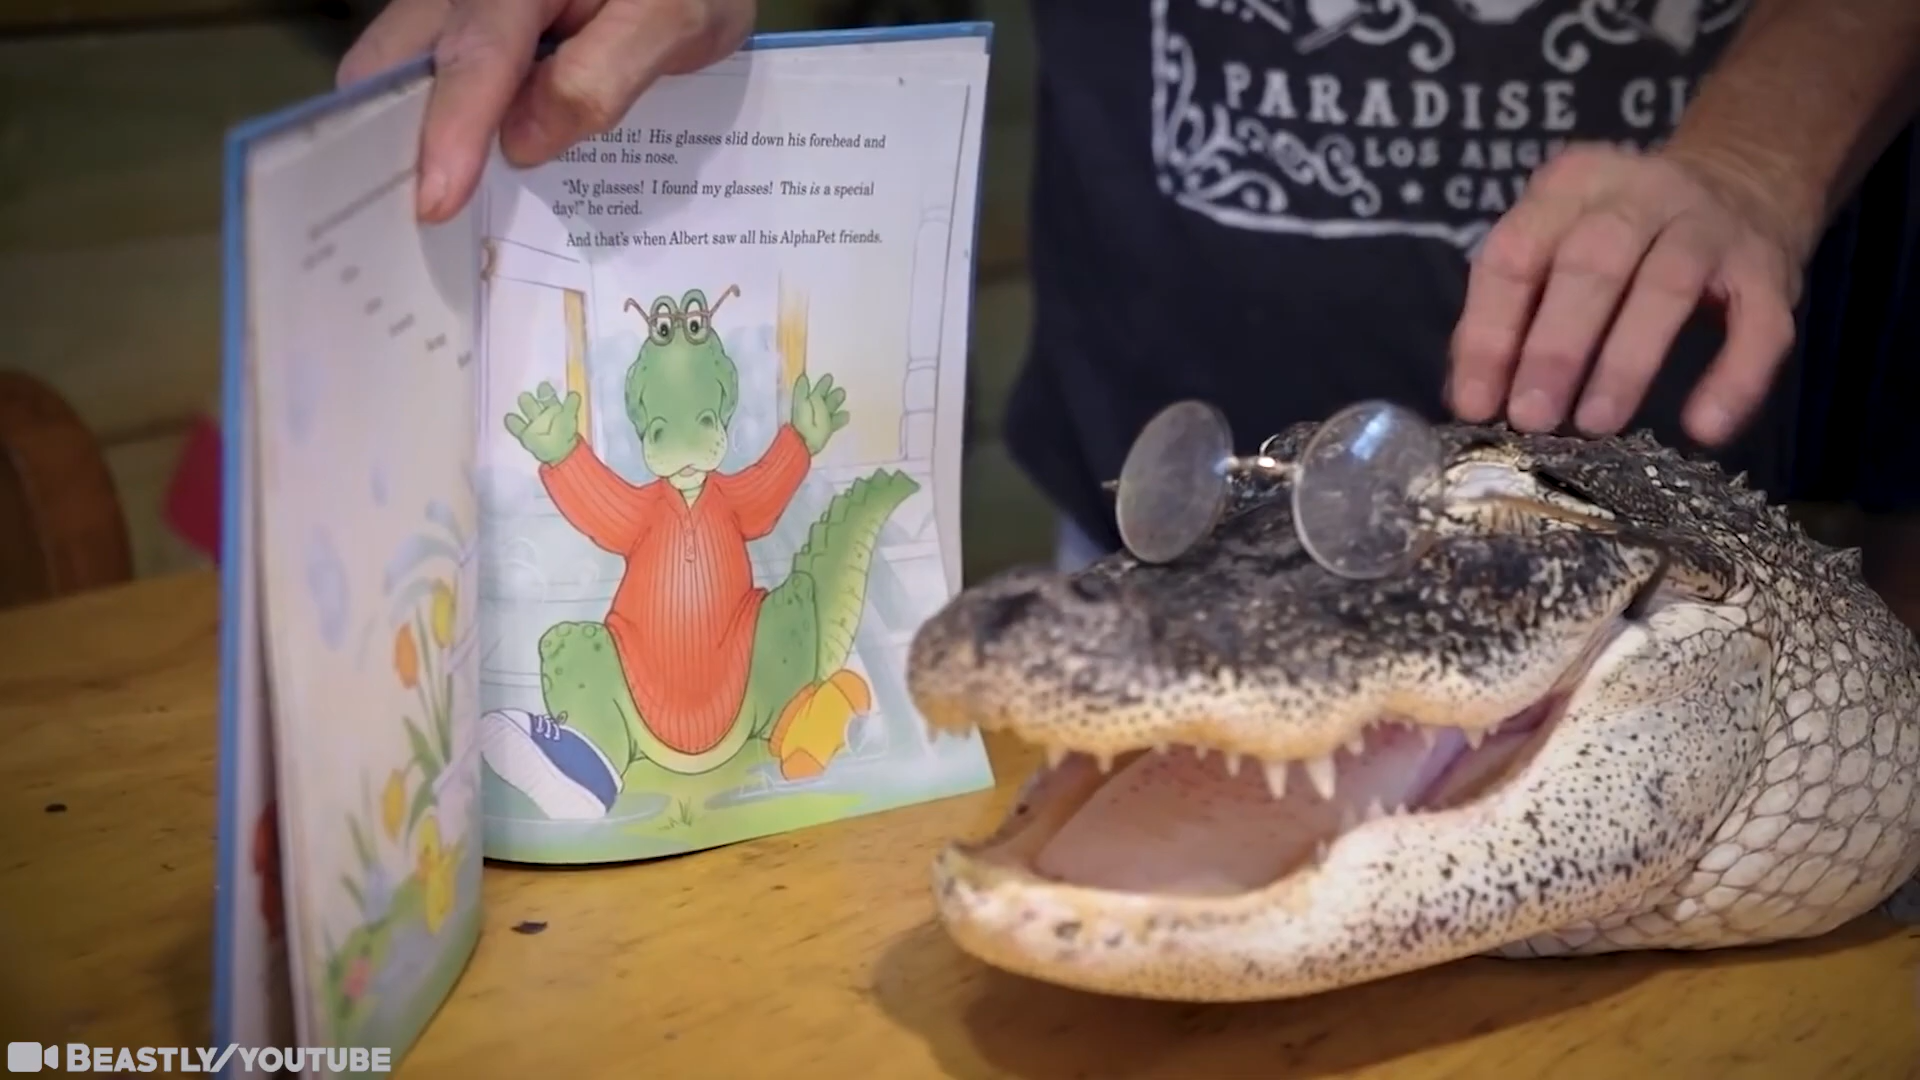 did it! His glasses slid down his forehead and
on his nose.
"My glasses! I found my glasses! This is a special
day!" he cried.
And that's when Albert saw all his AlphaPet friends.
PARADISE
LOS
BEASTLY/YOUTUBE